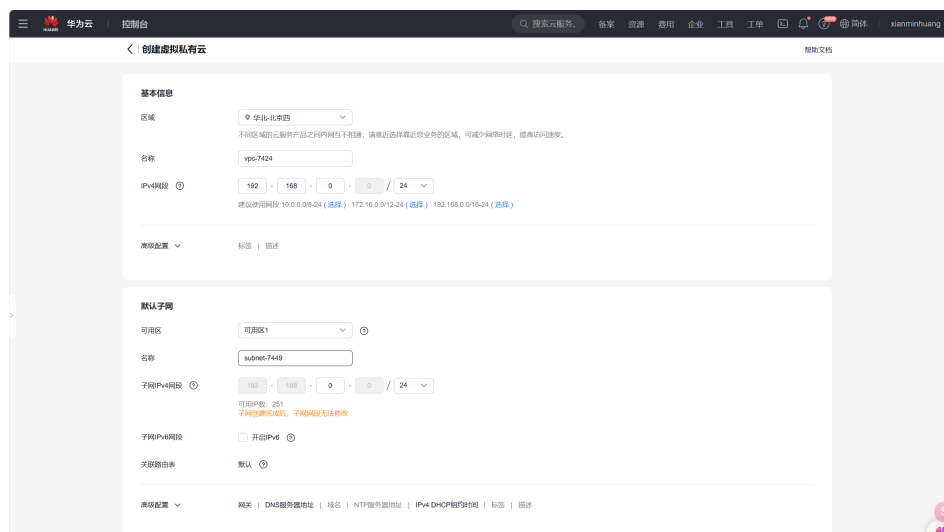 HUAWEI 华为云 控制台 搜索云服务、 备案 资源 费用 企业 工具 工单 NEW 简体 xianminhuang
创建虚拟私有云 帮助文档
基本信息
区域 华北-北京四
不同区域的云服务产品之间内网互不相通；请就近选择靠近您业务的区域，可减少网络时延，提高访问速度。
名称 vpc-7424
IPv4网段 192 · 168 · 0 · 0 / 24
建议使用网段:10.0.0.0/8-24 ( 选择 ) 172.16.0.0/12-24 ( 选择 ) 192.168.0.0/16-24 ( 选择 )
高级配置 标签 | 描述
默认子网
可用区 可用区1
名称 subnet-7449
子网IPv4网段 192 · 168 · 0 · 0 / 24
可用IP数：251
子网创建完成后，子网网段无法修改
子网IPv6网段 开启IPv6
关联路由表 默认
高级配置 网关 | DNS服务器地址 | 域名 | NTP服务器地址 | IPv4 DHCP租约时间 | 标签 | 描述